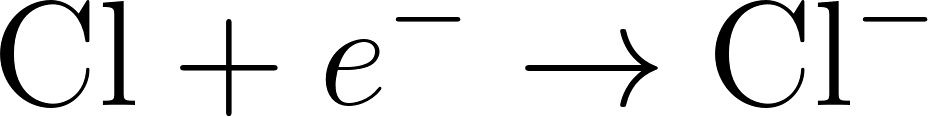 Cl + e⁻ → Cl⁻